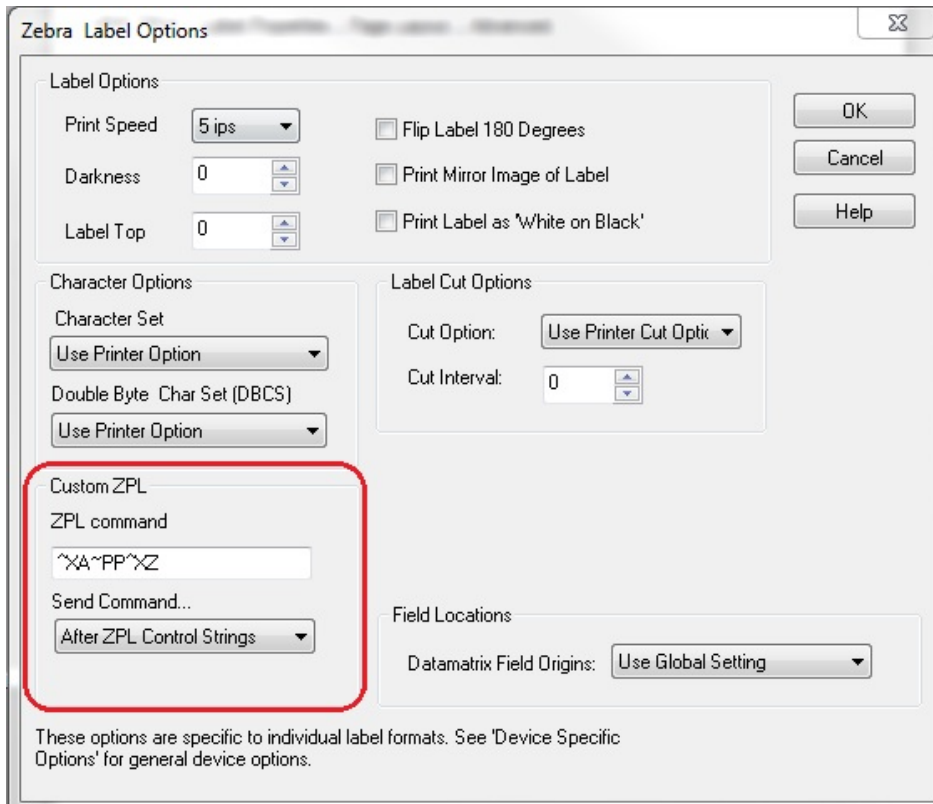 Zebra Label Options
Label Options
Print Speed
5 ips
Flip Label 180 Degrees
OK
Darkness
0
Print Mirror Image of Label
Cancel
Label Top
0
Print Label as 'White on Black'
Help
Character Options
Character Set
Use Printer Option
Double Byte Char Set (DBCS)
Use Printer Option
Label Cut Options
Cut Option:
Use Printer Cut Optic
Cut Interval:
0
Custom ZPL
ZPL command
^XA~PP^XZ
Send Command...
After ZPL Control Strings
Field Locations
Datamatrix Field Origins:
Use Global Setting
These options are specific to individual label formats. See 'Device Specific
Options' for general device options.